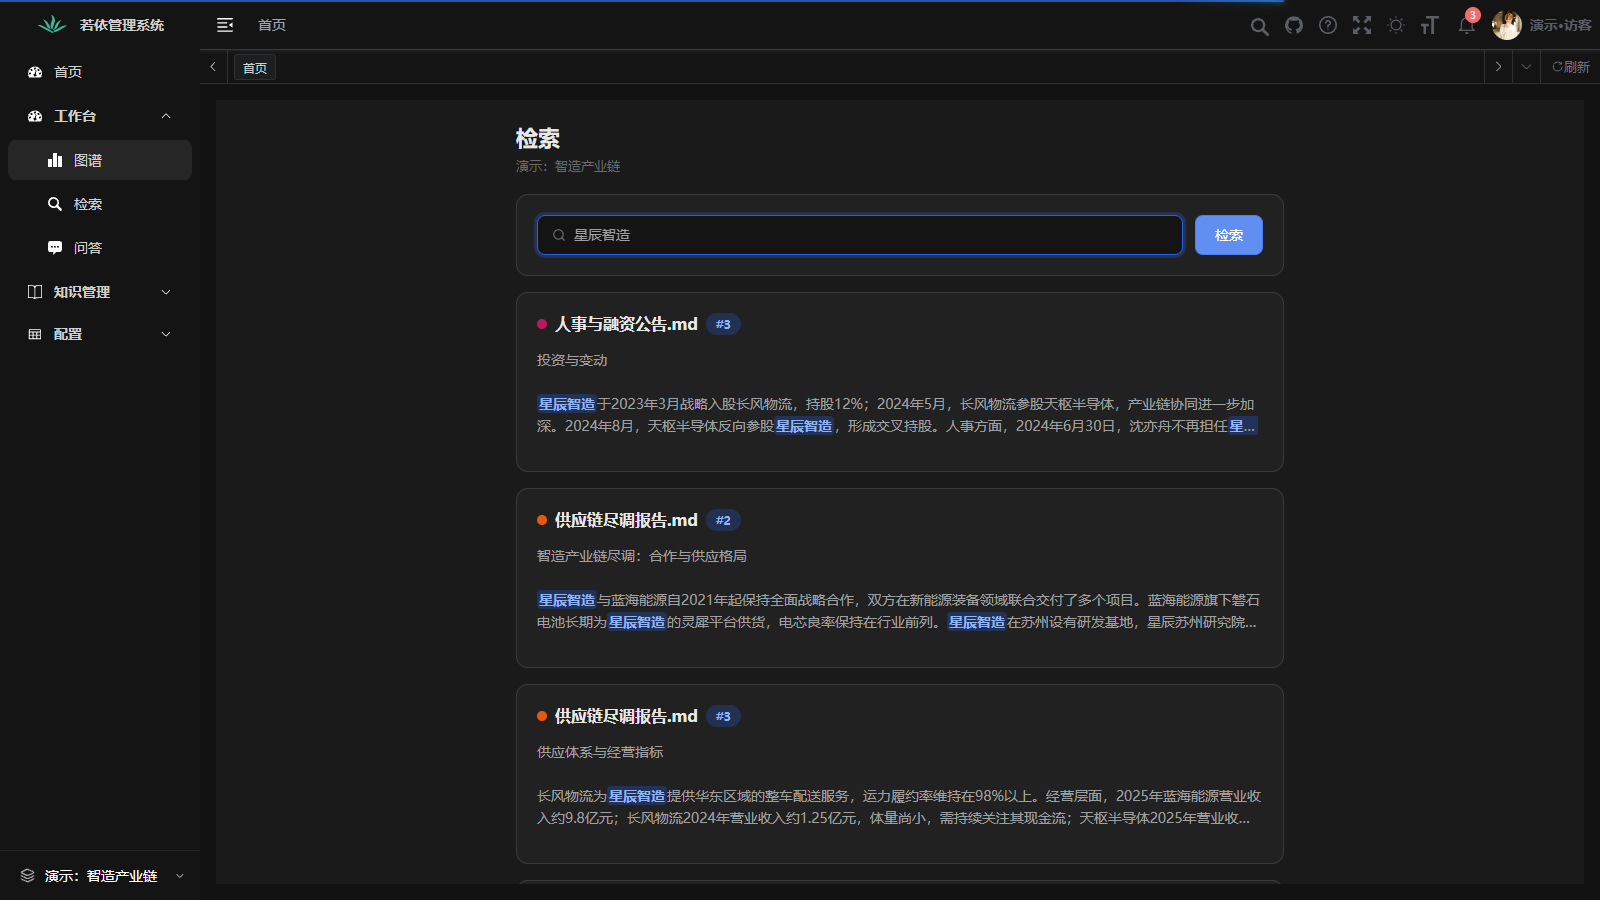 若依管理系统
首页
3
演示•访客
首页
工作台
图谱
检索
问答
知识管理
配置
演示：智造产业链
首页
刷新
检索
演示：智造产业链
星辰智造
检索
人事与融资公告.md #3
投资与变动
星辰智造于2023年3月战略入股长风物流，持股12%；2024年5月，长风物流参股天枢半导体，产业链协同进一步加
深。2024年8月，天枢半导体反向参股星辰智造，形成交叉持股。人事方面，2024年6月30日，沈亦舟不再担任星...
供应链尽调报告.md #2
智造产业链尽调：合作与供应格局
星辰智造与蓝海能源自2021年起保持全面战略合作，双方在新能源装备领域联合交付了多个项目。蓝海能源旗下磐石
电池长期为星辰智造的灵犀平台供货，电芯良率保持在行业前列。星辰智造在苏州设有研发基地，星辰苏州研究院...
供应链尽调报告.md #3
供应体系与经营指标
长风物流为星辰智造提供华东区域的整车配送服务，运力履约率维持在98%以上。经营层面，2025年蓝海能源营业收
入约9.8亿元；长风物流2024年营业收入约1.25亿元，体量尚小，需持续关注其现金流；天枢半导体2025年营业收...